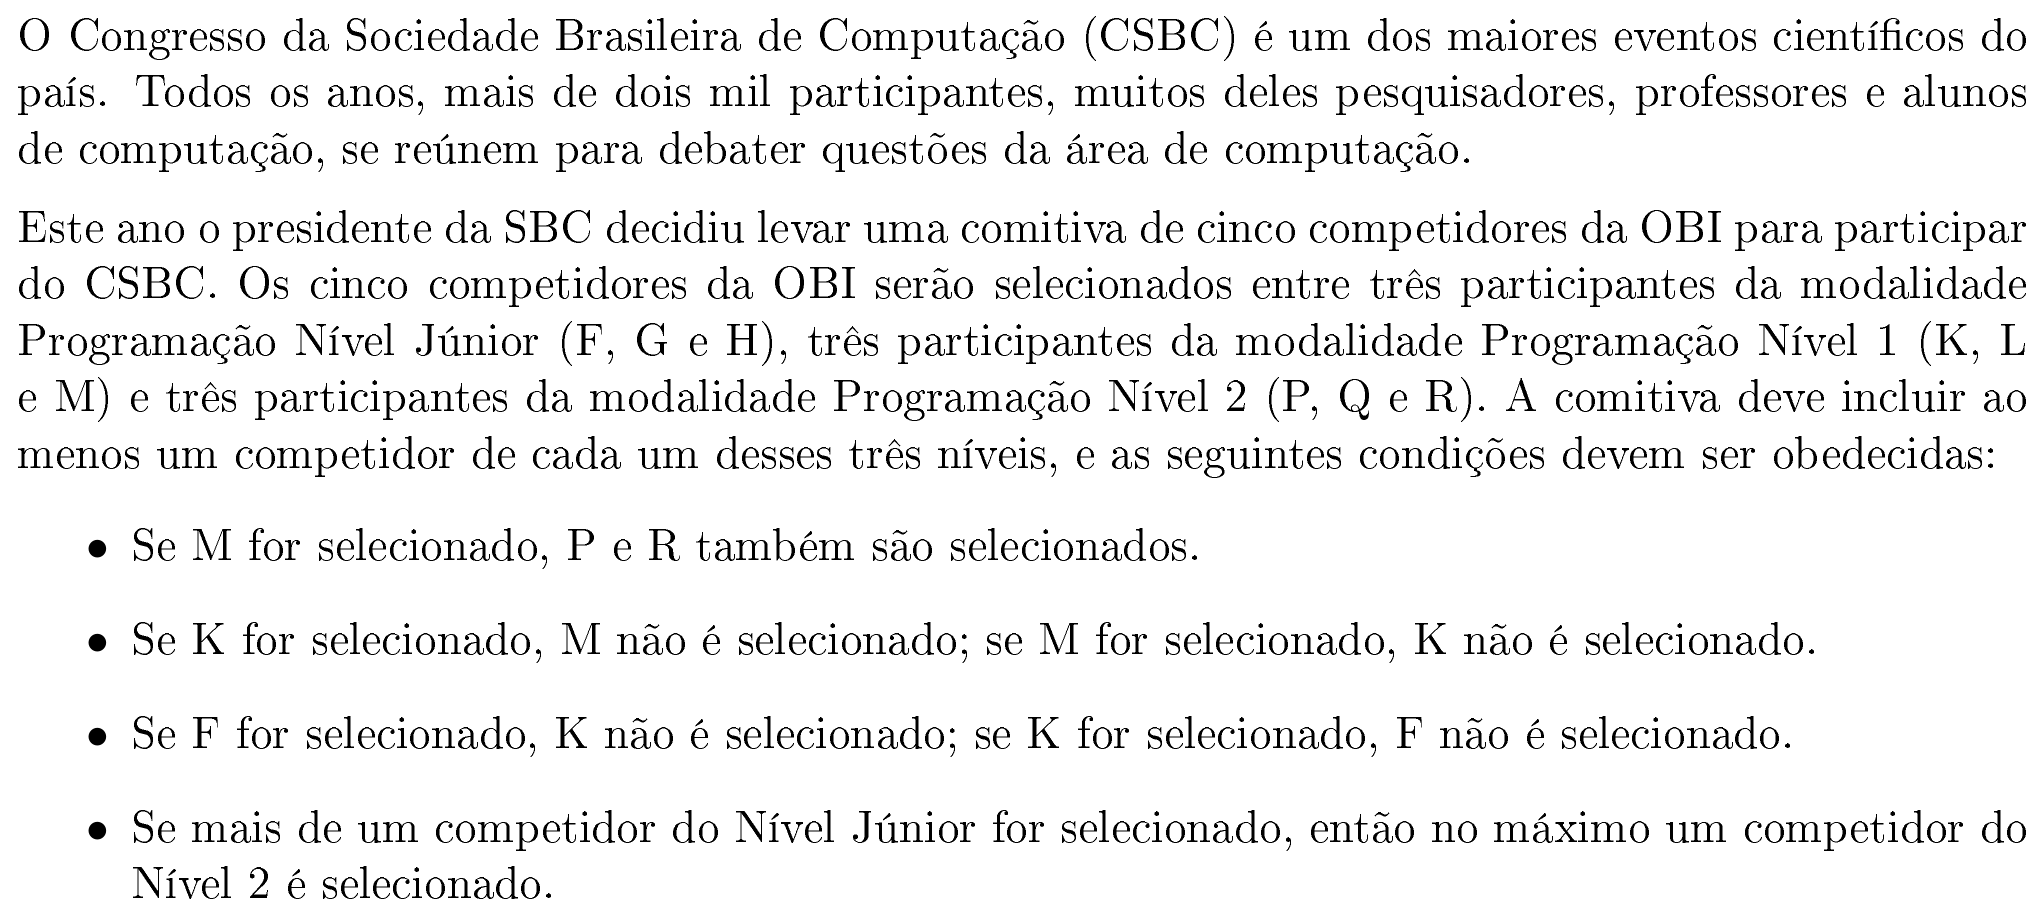 O Congresso da Sociedade Brasileira de Computação (CSBC) é um dos maiores eventos científicos do
país. Todos os anos, mais de dois mil participantes, muitos deles pesquisadores, professores e alunos
de computação, se reúnem para debater questões da área de computação.
Este ano o presidente da SBC decidiu levar uma comitiva de cinco competidores da OBI para participar
do CSBC. Os cinco competidores da OBI serão selecionados entre três participantes da modalidade
Programação Nível Júnior (F, G e H), três participantes da modalidade Programação Nível 1 (K, L
e M) e três participantes da modalidade Programação Nível 2 (P, Q e R). A comitiva deve incluir ao
menos um competidor de cada um desses três níveis, e as seguintes condições devem ser obedecidas:
• Se M for selecionado, P e R também são selecionados.
• Se K for selecionado, M não é selecionado; se M for selecionado, K não é selecionado.
• Se F for selecionado, K não é selecionado; se K for selecionado, F não é selecionado.
• Se mais de um competidor do Nível Júnior for selecionado, então no máximo um competidor do
Nível 2 é selecionado.